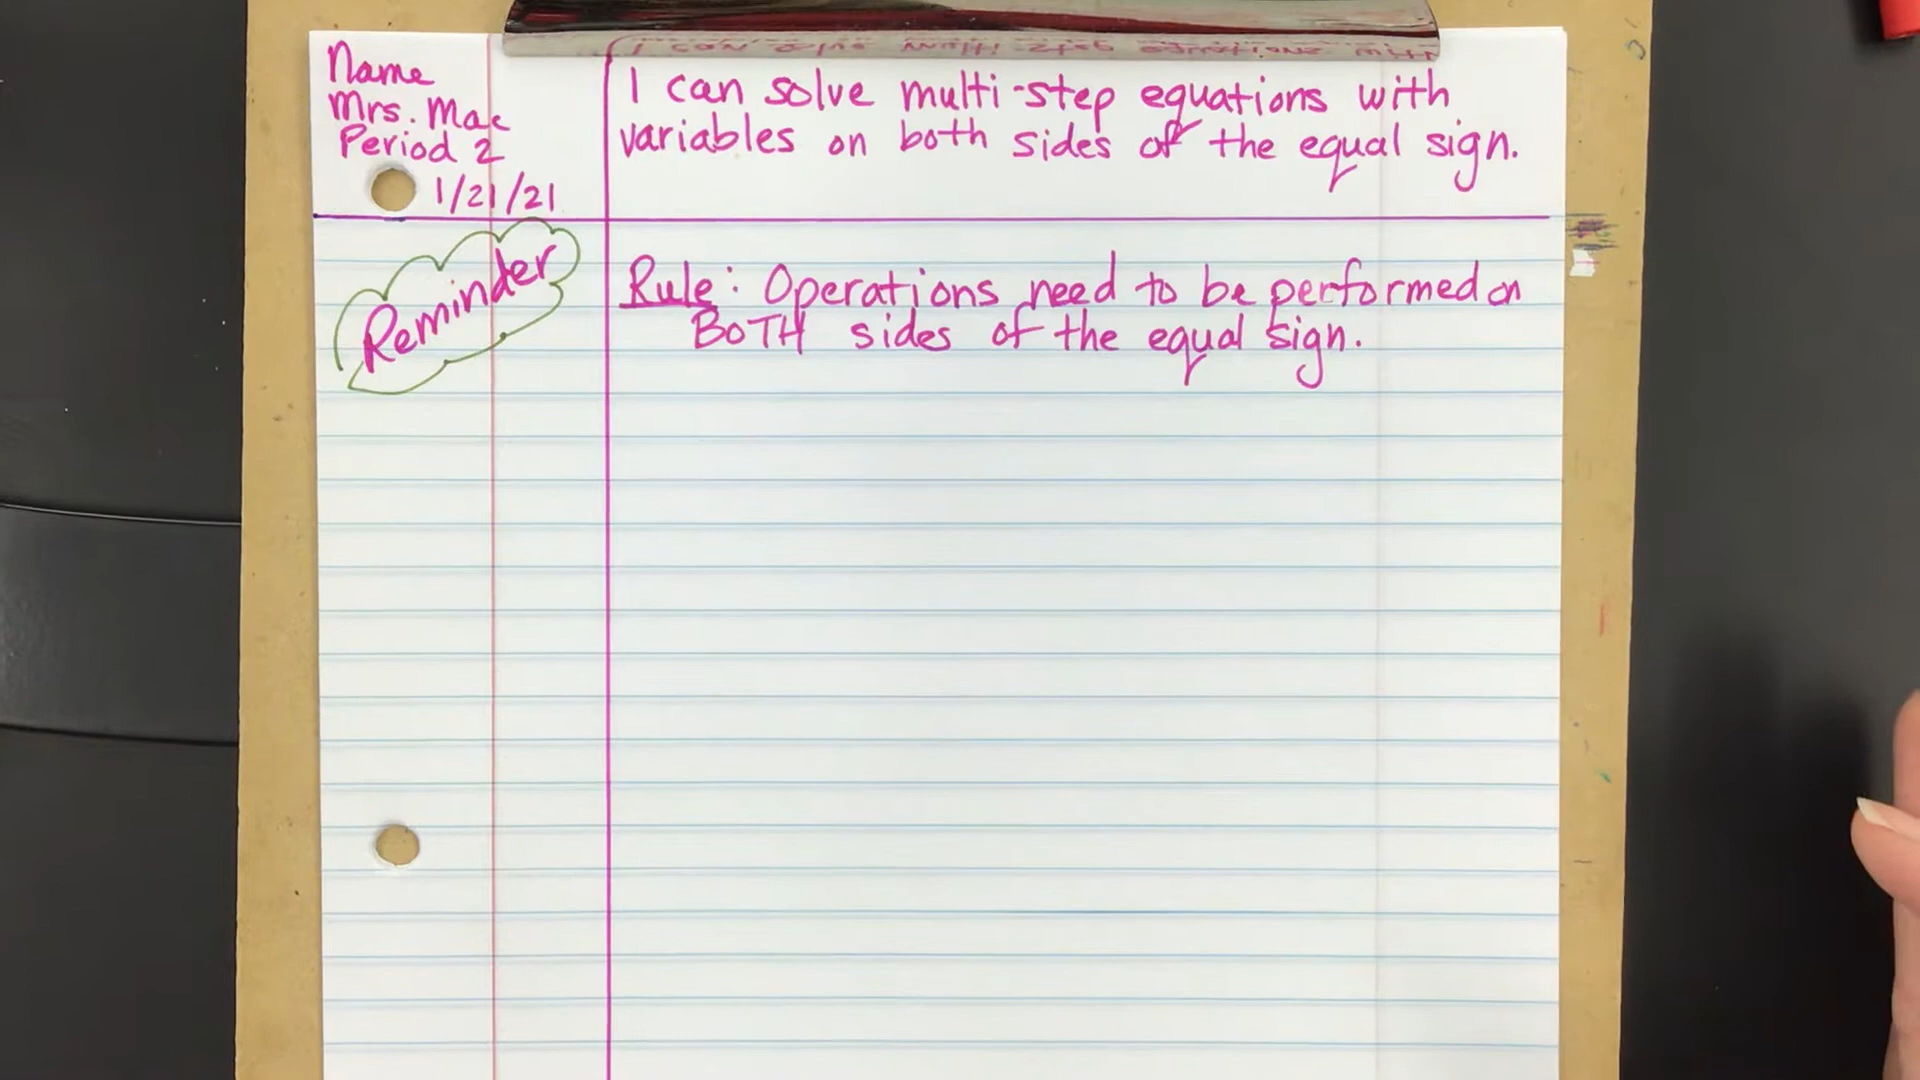 Name
Mrs. Mac
Period 2
1/21/21
I can solve multi-step equations with
variables on both sides of the equal sign.
Reminder
Rule: Operations need to be performed on
BOTH sides of the equal sign.